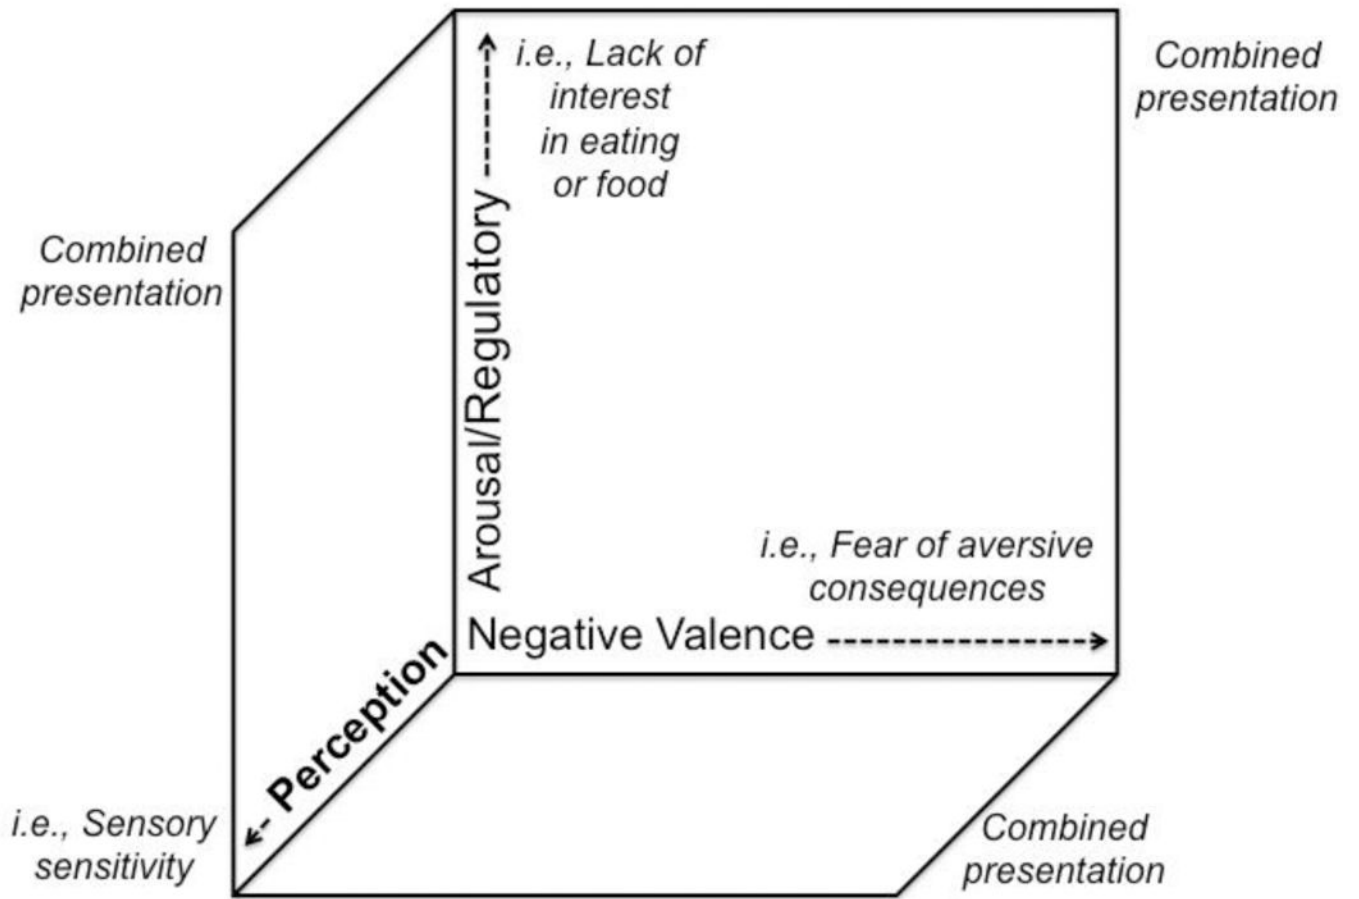 i.e., Lack of
interest
in eating
or food
Combined
presentation
Combined
presentation
Arousal/Regulatory
i.e., Fear of aversive
consequences
Negative Valence
Perception
i.e., Sensory
sensitivity
Combined
presentation